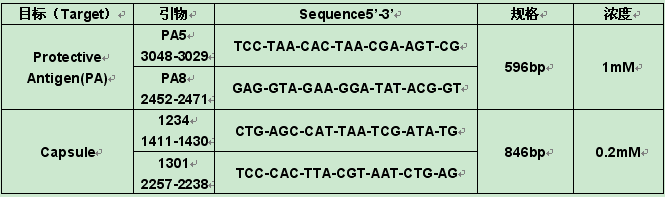 目标（Target） 引物 Sequence5’-3’ 规格 浓度
Protective Antigen(PA) PA5 3048-3029 TCC-TAA-CAC-TAA-CGA-AGT-CG 596bp 1mM
PA8 2452-2471 GAG-GTA-GAA-GGA-TAT-ACG-GT
Capsule 1234 1411-1430 CTG-AGC-CAT-TAA-TCG-ATA-TG 846bp 0.2mM
1301 2257-2238 TCC-CAC-TTA-CGT-AAT-CTG-AG